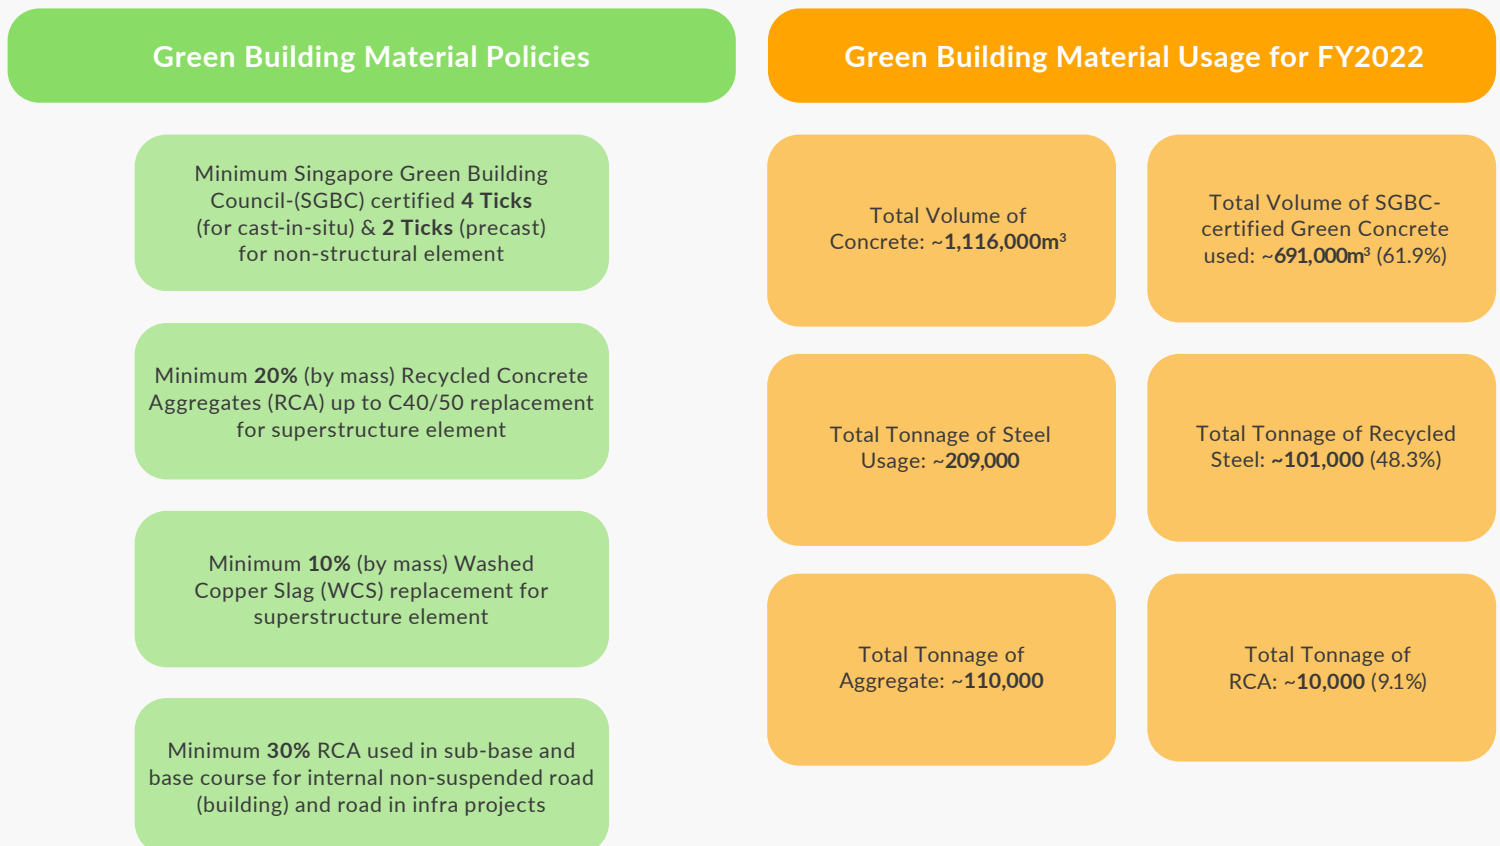 Green Building Material Policies
Minimum Singapore Green Building
Council-(SGBC) certified 4 Ticks
(for cast-in-situ) & 2 Ticks (precast)
for non-structural element
Minimum 20% (by mass) Recycled Concrete
Aggregates (RCA) up to C40/50 replacement
for superstructure element
Minimum 10% (by mass) Washed
Copper Slag (WCS) replacement for
superstructure element
Minimum 30% RCA used in sub-base and
base course for internal non-suspended road
(building) and road in infra projects
Green Building Material Usage for FY2022
Total Volume of
Concrete: ~1,116,000m³
Total Volume of SGBC-
certified Green Concrete
used: ~691,000m³ (61.9%)
Total Tonnage of Steel
Usage: ~209,000
Total Tonnage of Recycled
Steel: ~101,000 (48.3%)
Total Tonnage of
Aggregate: ~110,000
Total Tonnage of
RCA: ~10,000 (9.1%)